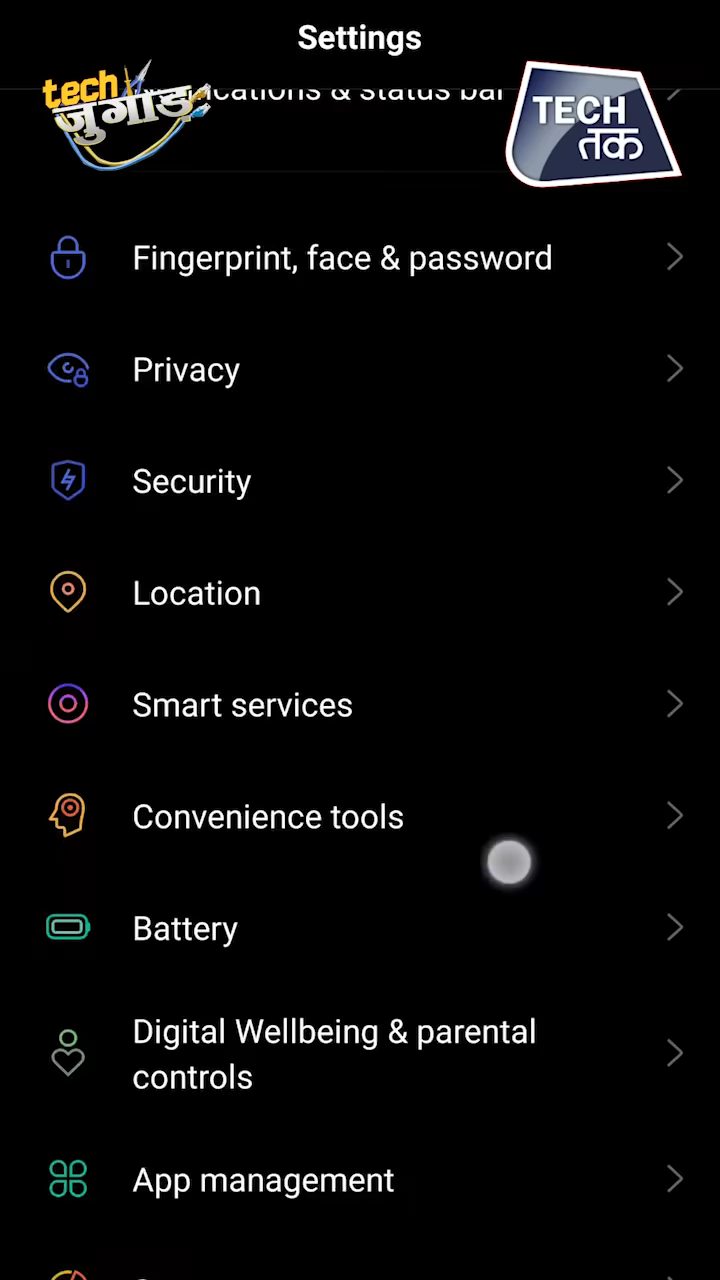 Settings
tech
जुगाड़
& status bar
TECH
तक
Fingerprint, face & password
Privacy
Security
Location
Smart services
Convenience tools
Battery
Digital Wellbeing & parental
controls
App management